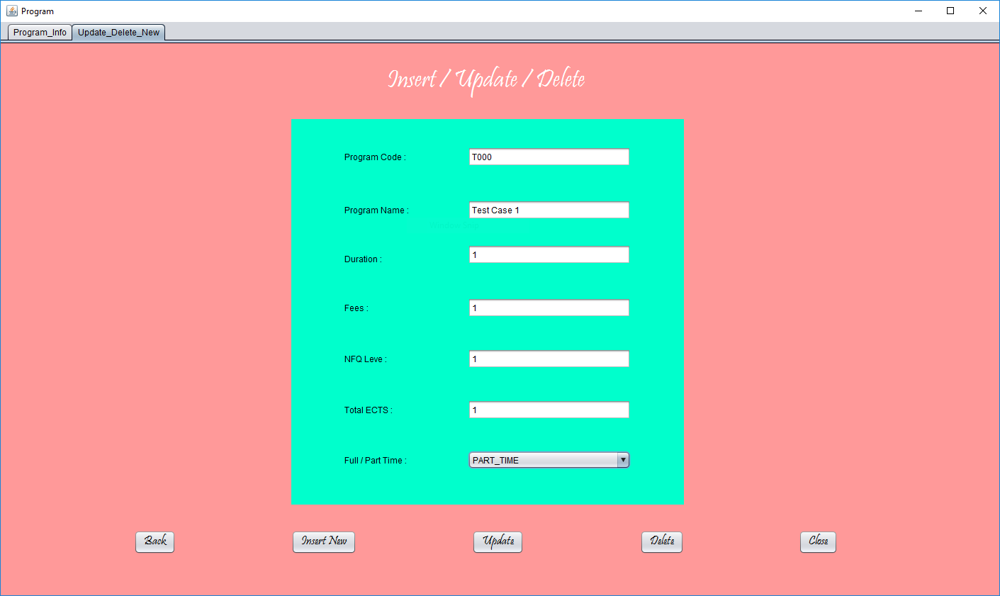 Program
Program_Info Update_Delete_New
Insert / Update / Delete
Program Code : T000
Program Name : Test Case 1
Duration : 1
Fees : 1
NFQ Leve : 1
Total ECTS : 1
Full / Part Time : PART_TIME
Back Insert New Update Delete Close